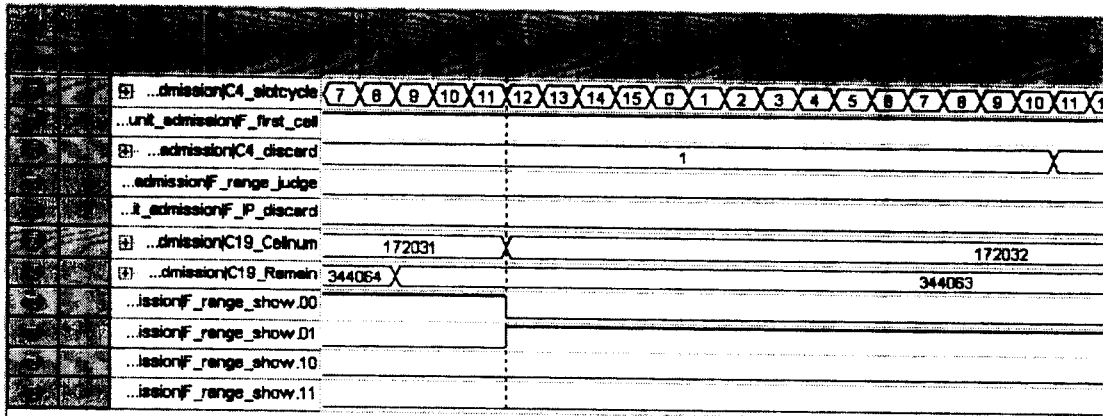 ...dmission|C4_slotcycle 7 8 9 10 11 12 13 14 15 0 1 2 3 4 5 6 7 8 9 10 11 1
...unit_admission|F_first_cell
...admission|C4_discard 1
...admission|F_range_judge
...it_admission|F_IP_discard
...dmission|C19_Cellnum 172031 172032
...dmission|C19_Remain 344064 344063
...ission|F_range_show.00
...ission|F_range_show.01
...ission|F_range_show.10
...ission|F_range_show.11